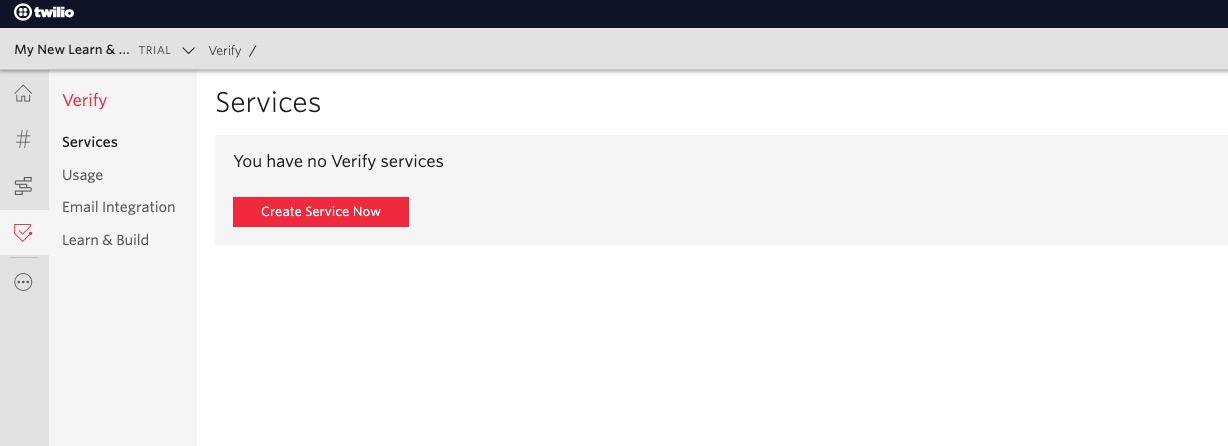 twilio
My New Learn & ... TRIAL Verify /
Verify
Services
Usage
Email Integration
Learn & Build
Services
You have no Verify services
Create Service Now